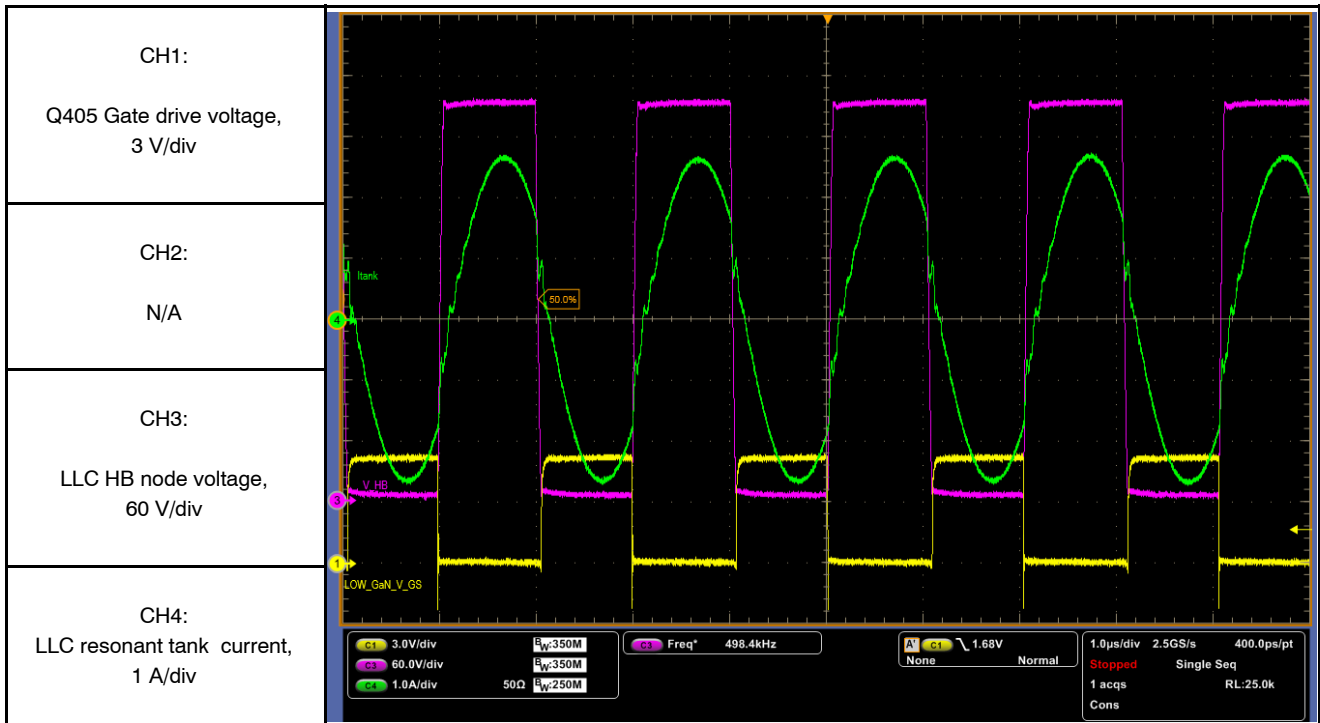 CH1:
Q405 Gate drive voltage,
3 V/div
CH2:
N/A
CH3:
LLC HB node voltage,
60 V/div
CH4:
LLC resonant tank current,
1 A/div
Itank
50.0%
4
V_HB
3
1
LOW_GaN_V_GS
C1 3.0V/div BW:350M
C3 60.0V/div BW:350M
C4 1.0A/div 50Ω BW:250M
C3 Freq* 498.4kHz
A' C1 1.68V
None Normal
1.0µs/div 2.5GS/s 400.0ps/pt
Stopped Single Seq
1 acqs RL:25.0k
Cons